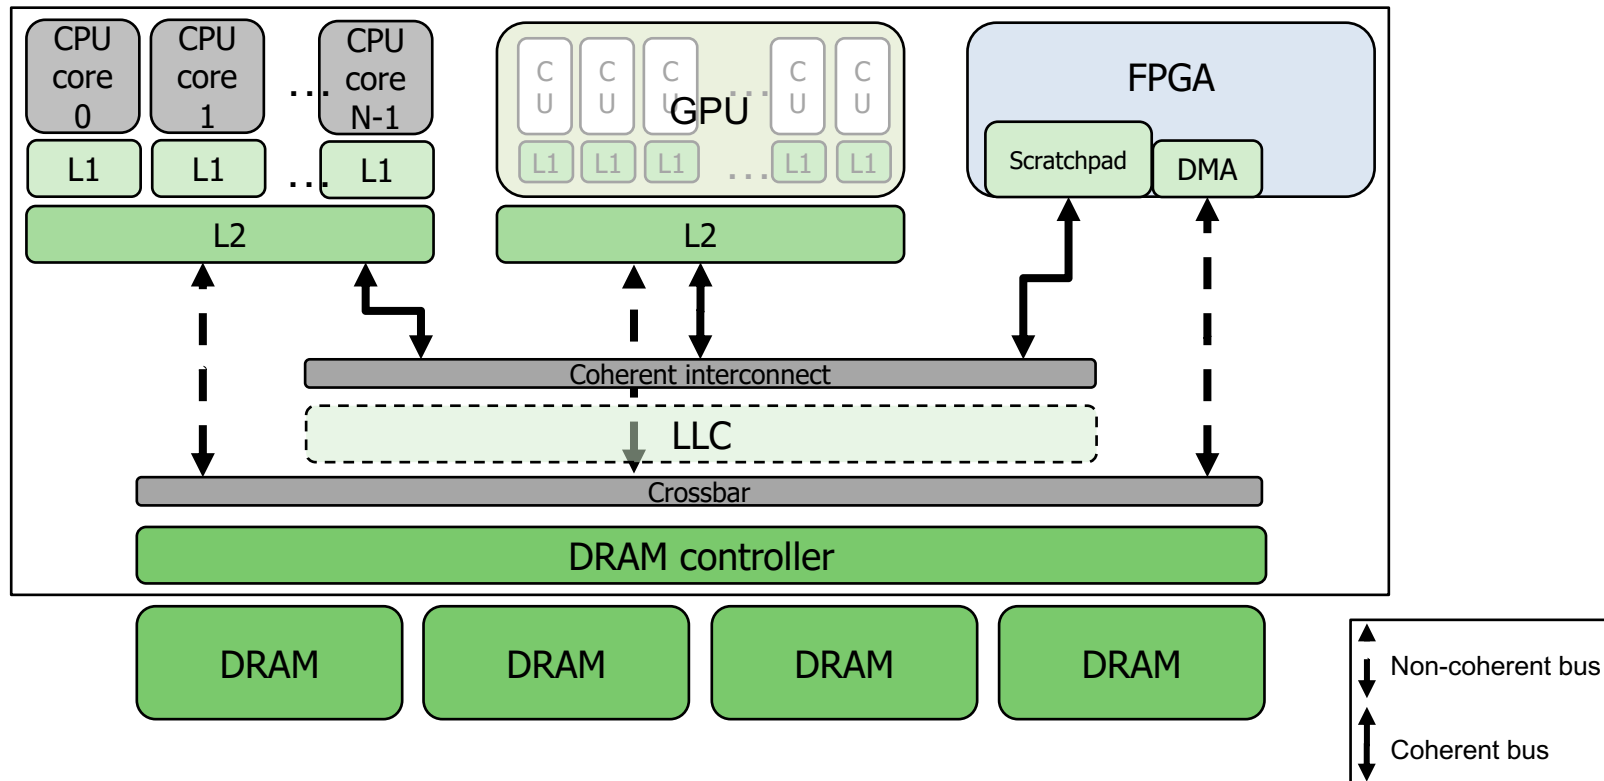 CPU
core
0
CPU
core
1
...
CPU
core
N-1
L1
L1
...
L1
L2
C
U
C
U
C
U
...
C
U
C
U
GPU
L1
L1
L1
...
L1
L1
L2
FPGA
Scratchpad
DMA
Coherent interconnect
LLC
Crossbar
DRAM controller
DRAM
DRAM
DRAM
DRAM
Non-coherent bus
Coherent bus